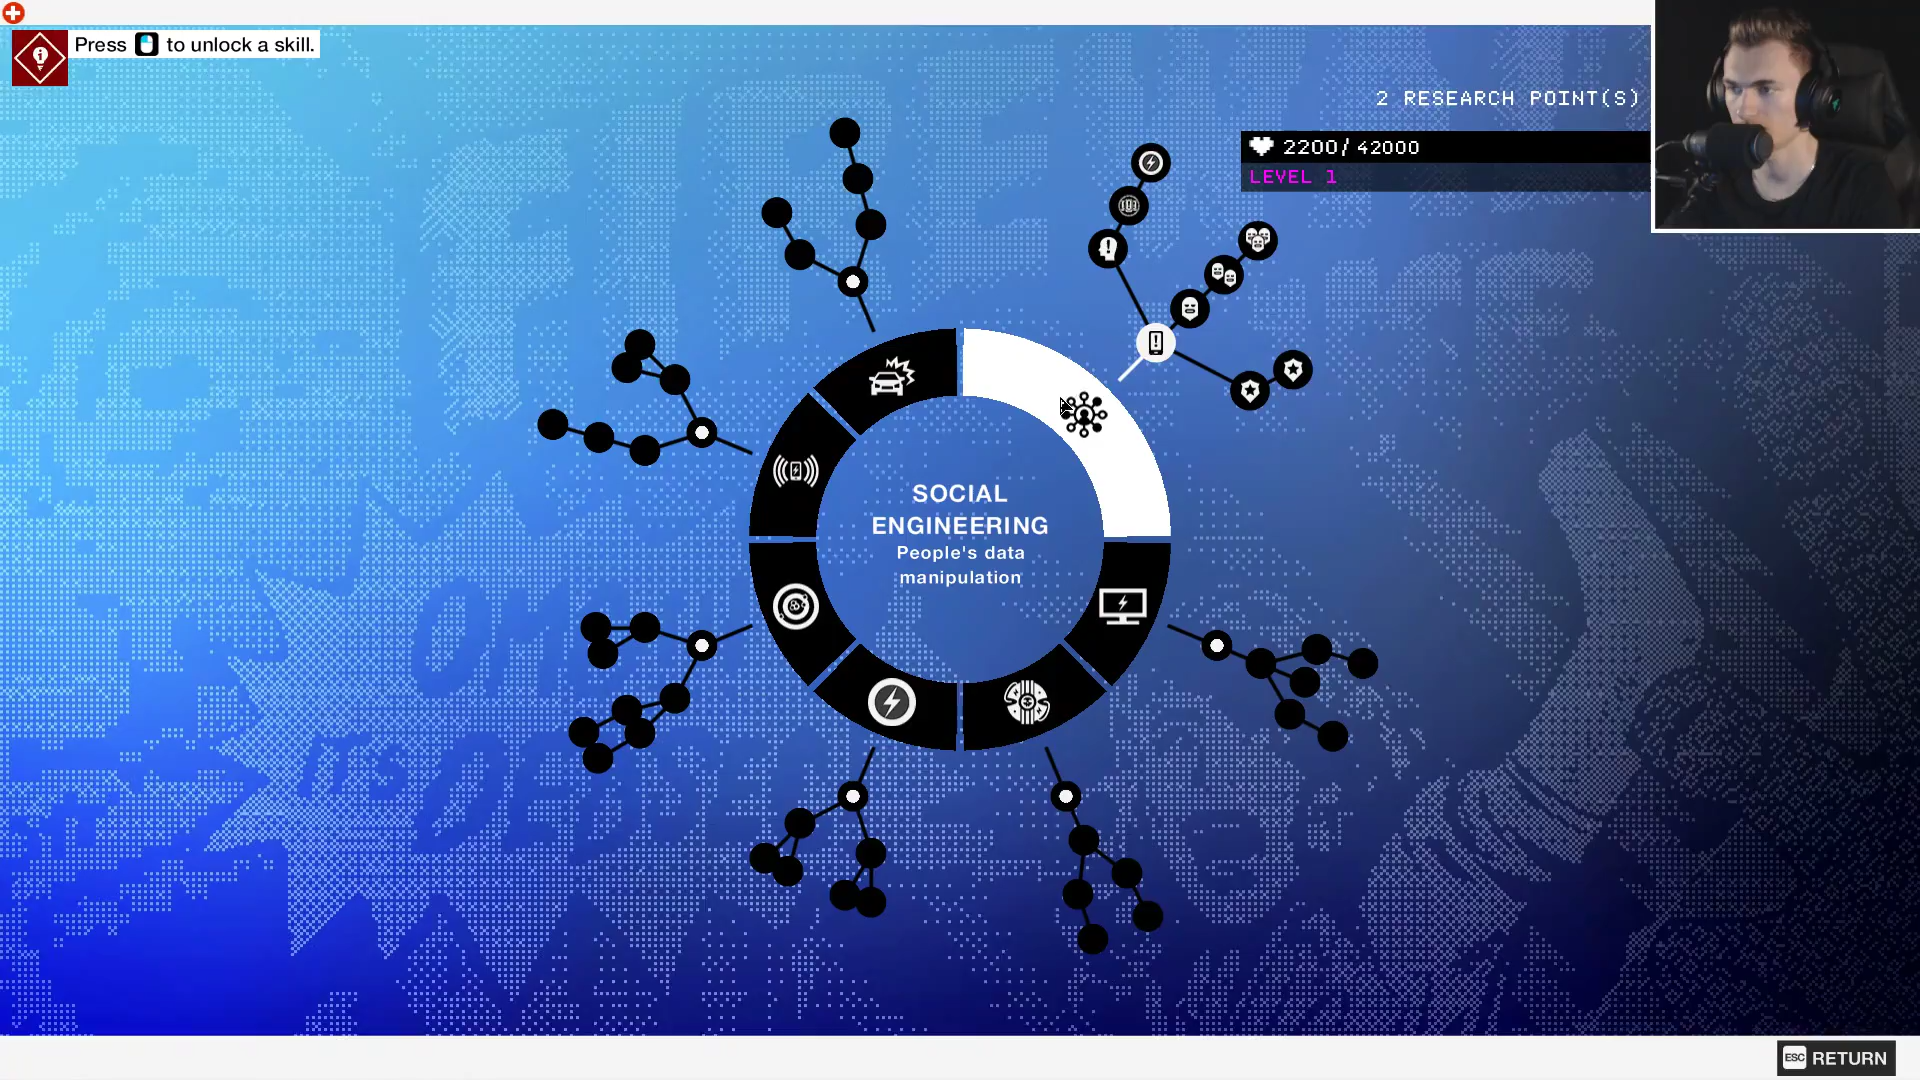 Press to unlock a skill.
2 RESEARCH POINT(S)
2200/ 42000
LEVEL 1
SOCIAL
ENGINEERING
People's data
manipulation
ESC RETURN